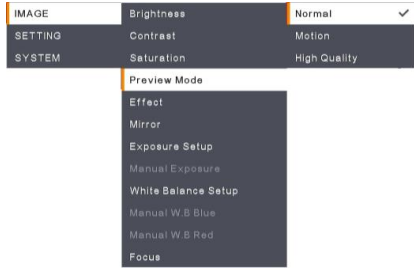 IMAGE
SETTING
SYSTEM
Brightness
Contrast
Saturation
Preview Mode
Effect
Mirror
Exposure Setup
Manual Exposure
White Balance Setup
Manual W.B Blue
Manual W.B Red
Focus
Normal ✓
Motion
High Quality